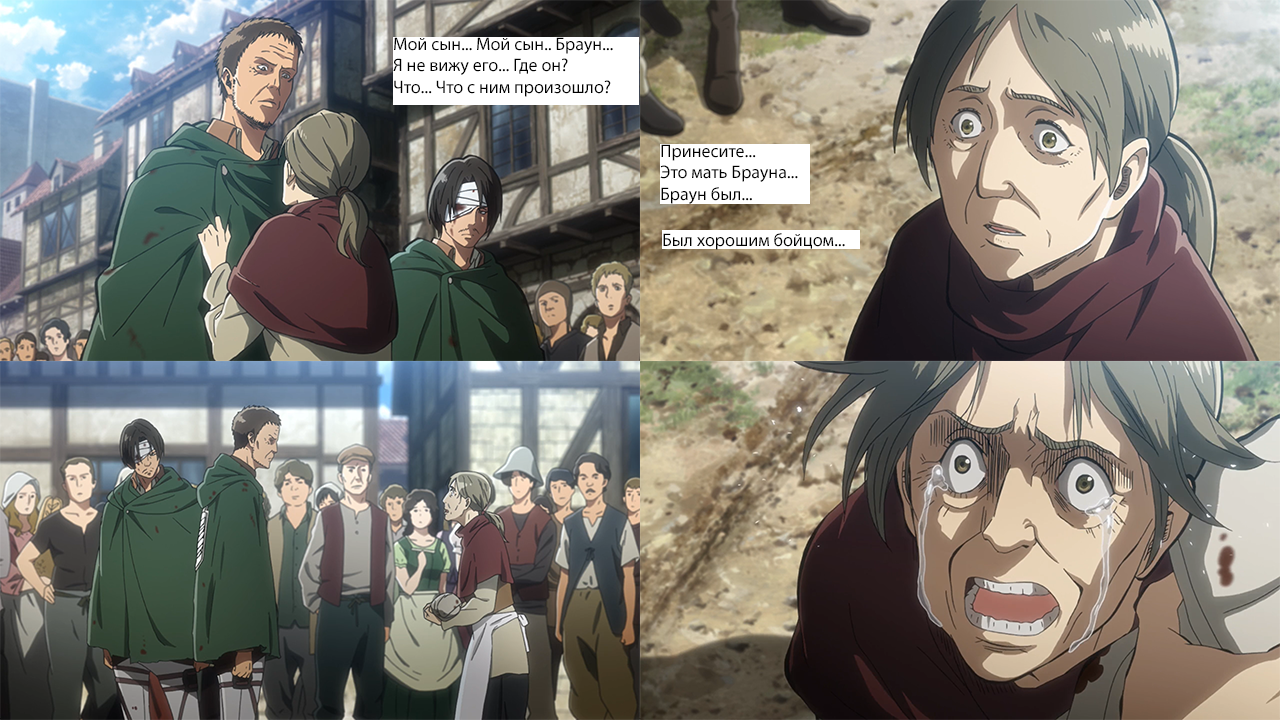 Мой сын... Мой сын.. Браун...
Я не вижу его... Где он?
Что... Что с ним произошло?
Принесите...
Это мать Брауна...
Браун был...
Был хорошим бойцом...